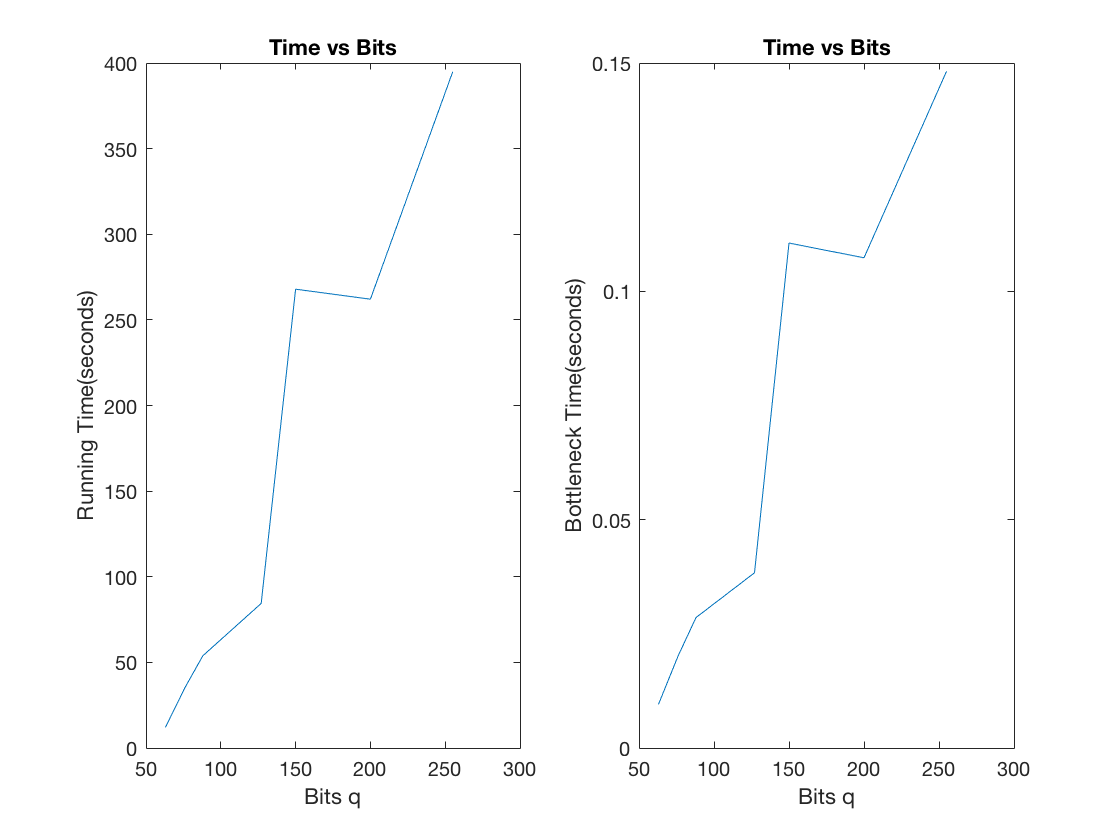 Time vs Bits
400
350
300
250
200
150
100
50
0
Running Time(seconds)
50 100 150 200 250 300
Bits q
Time vs Bits
0.15
0.1
0.05
0
Bottleneck Time(seconds)
50 100 150 200 250 300
Bits q